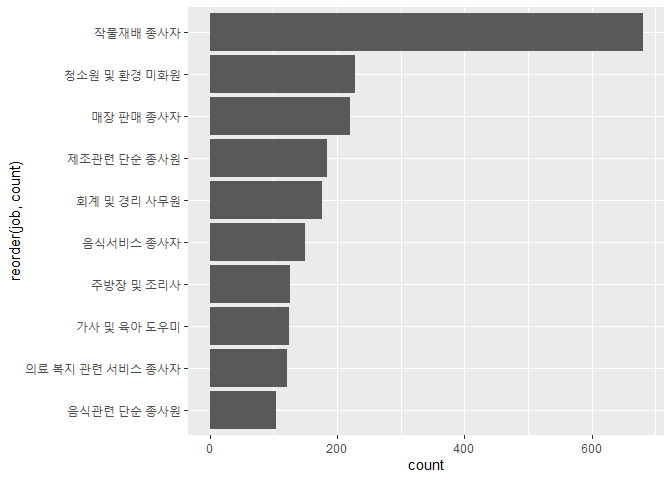 작물재배 종사자
청소원 및 환경 미화원
매장 판매 종사자
제조관련 단순 종사원
회계 및 경리 사무원
음식서비스 종사자
주방장 및 조리사
가사 및 육아 도우미
의료 복지 관련 서비스 종사자
음식관련 단순 종사원
reorder(job, count)
0 200 400 600
count